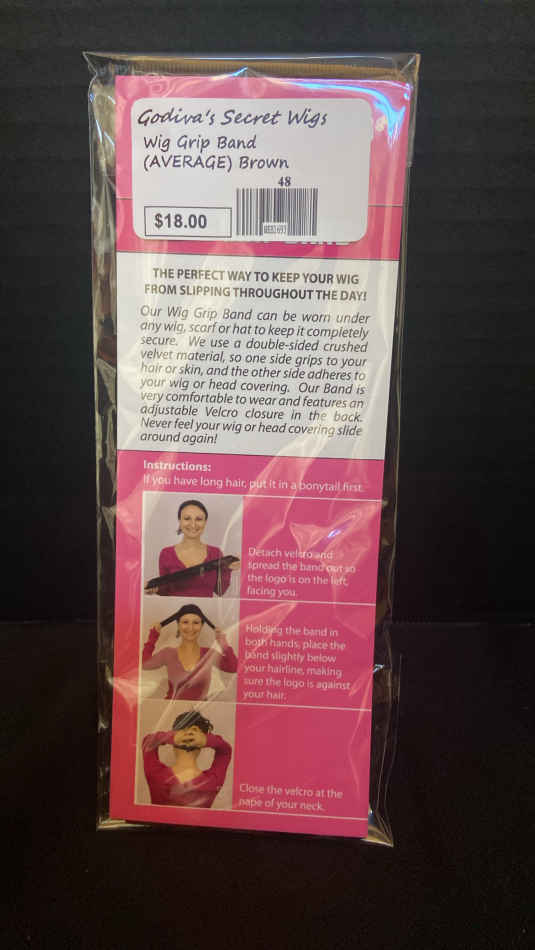 Godiva's Secret Wigs
Wig Grip Band
(AVERAGE) Brown
48
$18.00
THE PERFECT WAY TO KEEP YOUR WIG
FROM SLIPPING THROUGHOUT THE DAY!
Our Wig Grip Band can be worn under
any wig, scarf or hat to keep it completely
secure. We use a double-sided crushed
velvet material, so one side grips to your
hair or skin, and the other side adheres to
your wig or head covering. Our Band is
very comfortable to wear and features an
adjustable Velcro closure in the back.
Never feel your wig or head covering slide
around again!
Instructions:
If you have long hair, put it in a ponytail first.
Detach velcro and
spread the band out so
the logo is on the left,
facing you.
Holding the band in
both hands, place the
band slightly below
your hairline, making
sure the logo is against
your hair.
Close the velcro at the
nape of your neck.